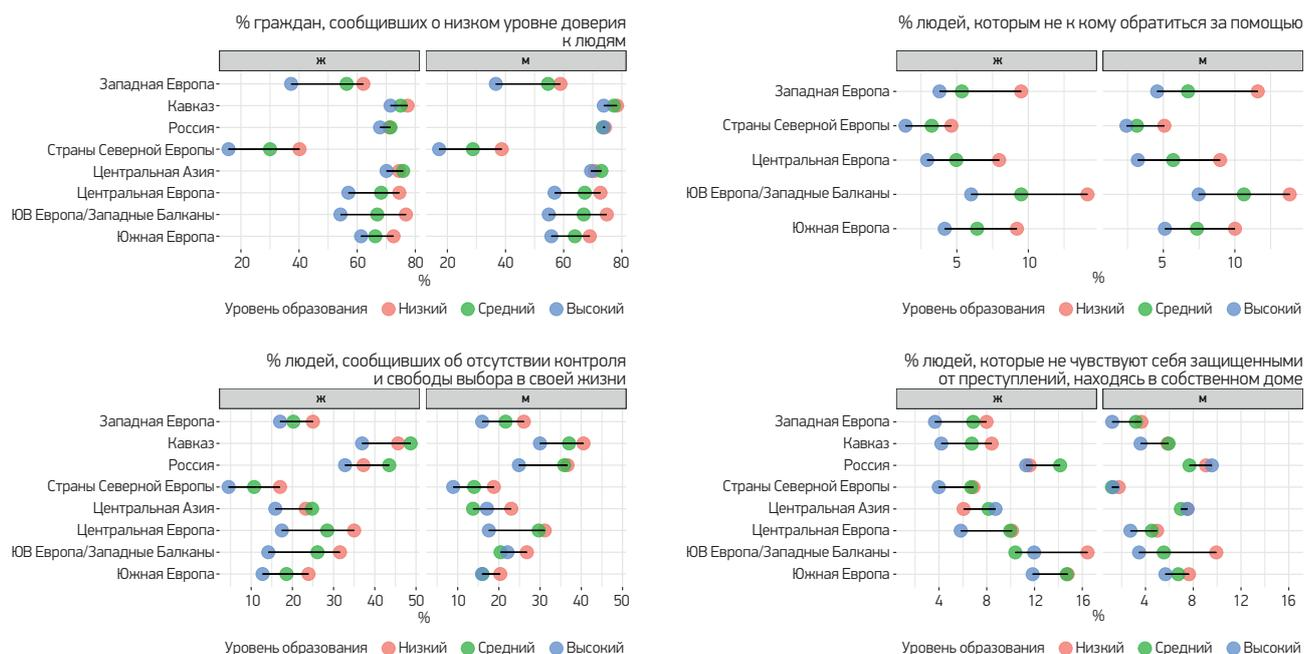 % граждан, сообщивших о низком уровне доверия
к людям
ж м
Западная Европа
Кавказ
Россия
Страны Северной Европы
Центральная Азия
Центральная Европа
ЮВ Европа/Западные Балканы
Южная Европа
20 40 60 80 20 40 60 80
%
Уровень образования Низкий Средний Высокий
% людей, которым не к кому обратиться за помощью
ж м
Западная Европа
Страны Северной Европы
Центральная Европа
ЮВ Европа/Западные Балканы
Южная Европа
5 10 5 10
%
Уровень образования Низкий Средний Высокий
% людей, сообщивших об отсутствии контроля
и свободы выбора в своей жизни
ж м
Западная Европа
Кавказ
Россия
Страны Северной Европы
Центральная Азия
Центральная Европа
ЮВ Европа/Западные Балканы
Южная Европа
10 20 30 40 50 10 20 30 40 50
%
Уровень образования Низкий Средний Высокий
% людей, которые не чувствуют себя защищенными
от преступлений, находясь в собственном доме
ж м
Западная Европа
Кавказ
Россия
Страны Северной Европы
Центральная Азия
Центральная Европа
ЮВ Европа/Западные Балканы
Южная Европа
4 8 12 16 4 8 12 16
%
Уровень образования Низкий Средний Высокий